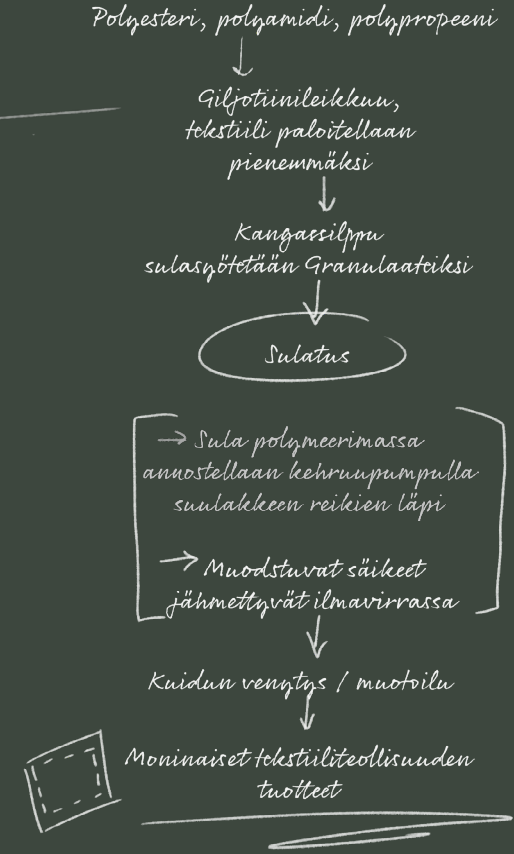 Polyesteri, polyamidi, polypropeeni
Giljotiinileikkuu,
tekstiili paloitellaan
pienemmäksi
Kangassilppu
sulasyötetään Granulaateiksi
Sulatus
→ Sula polymeerimassa
annostellaan kehruupumpulla
suulakkeen reikien läpi
→ Muodstuvat säikeet
jähmettyvät ilmavirrassa
Kuidun venytys / muotoilu
Moninaiset tekstiiliteollisuuden
tuotteet